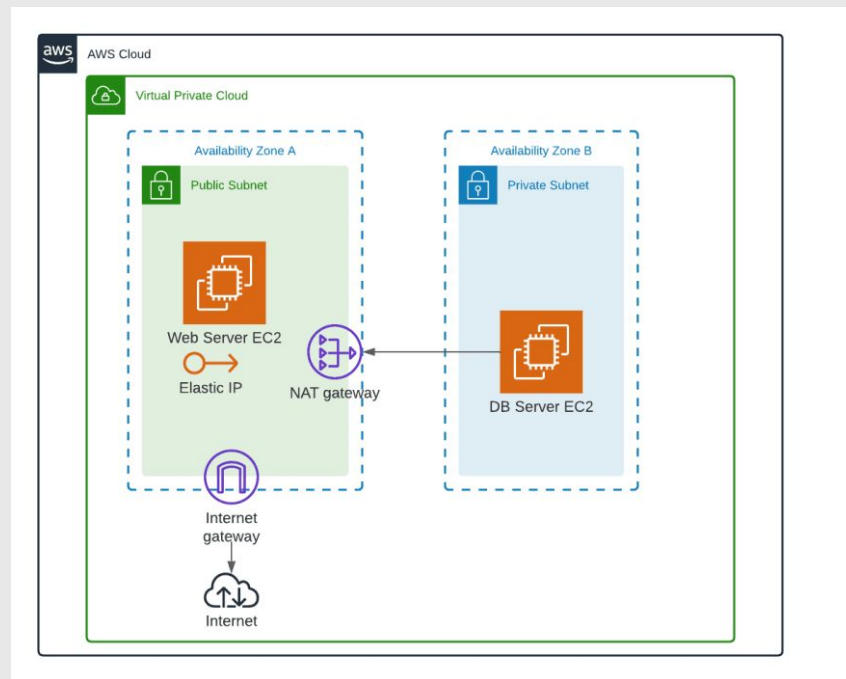 aws
AWS Cloud
Virtual Private Cloud
Availability Zone A
Availability Zone B
Public Subnet
Private Subnet
Web Server EC2
Elastic IP
NAT gateway
DB Server EC2
Internet
gateway
Internet